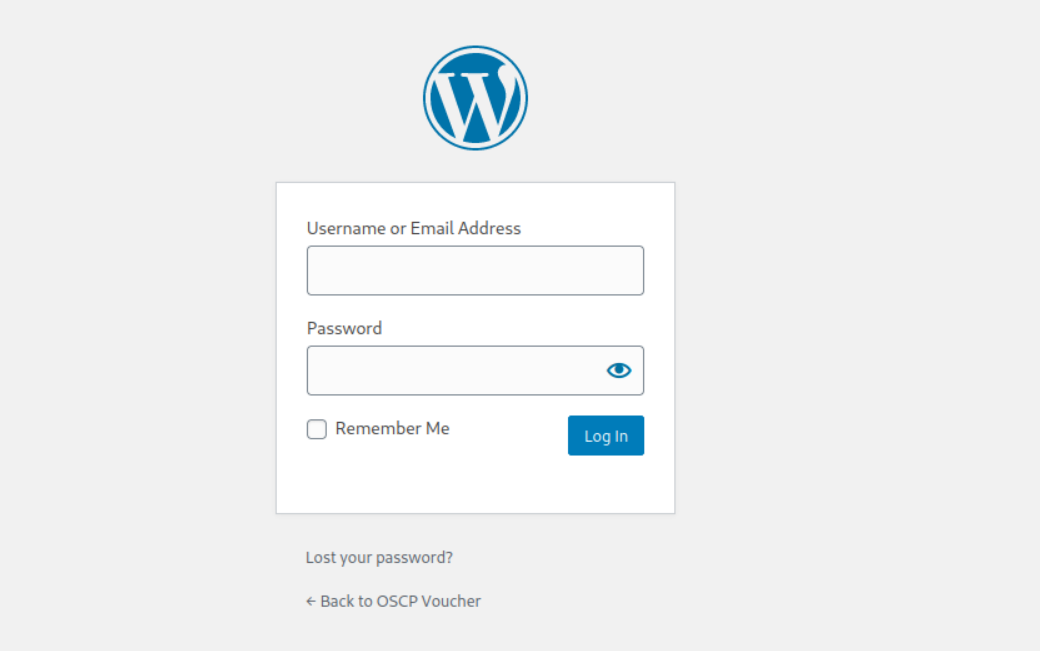 Username or Email Address
Password
Remember Me
Log In
Lost your password?
← Back to OSCP Voucher